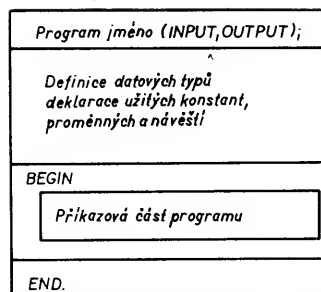 Program jméno (INPUT,OUTPUT);
Definice datových typů
deklarace užitých konstant,
proměnných a návěští
BEGIN
Příkazová část programu
END.